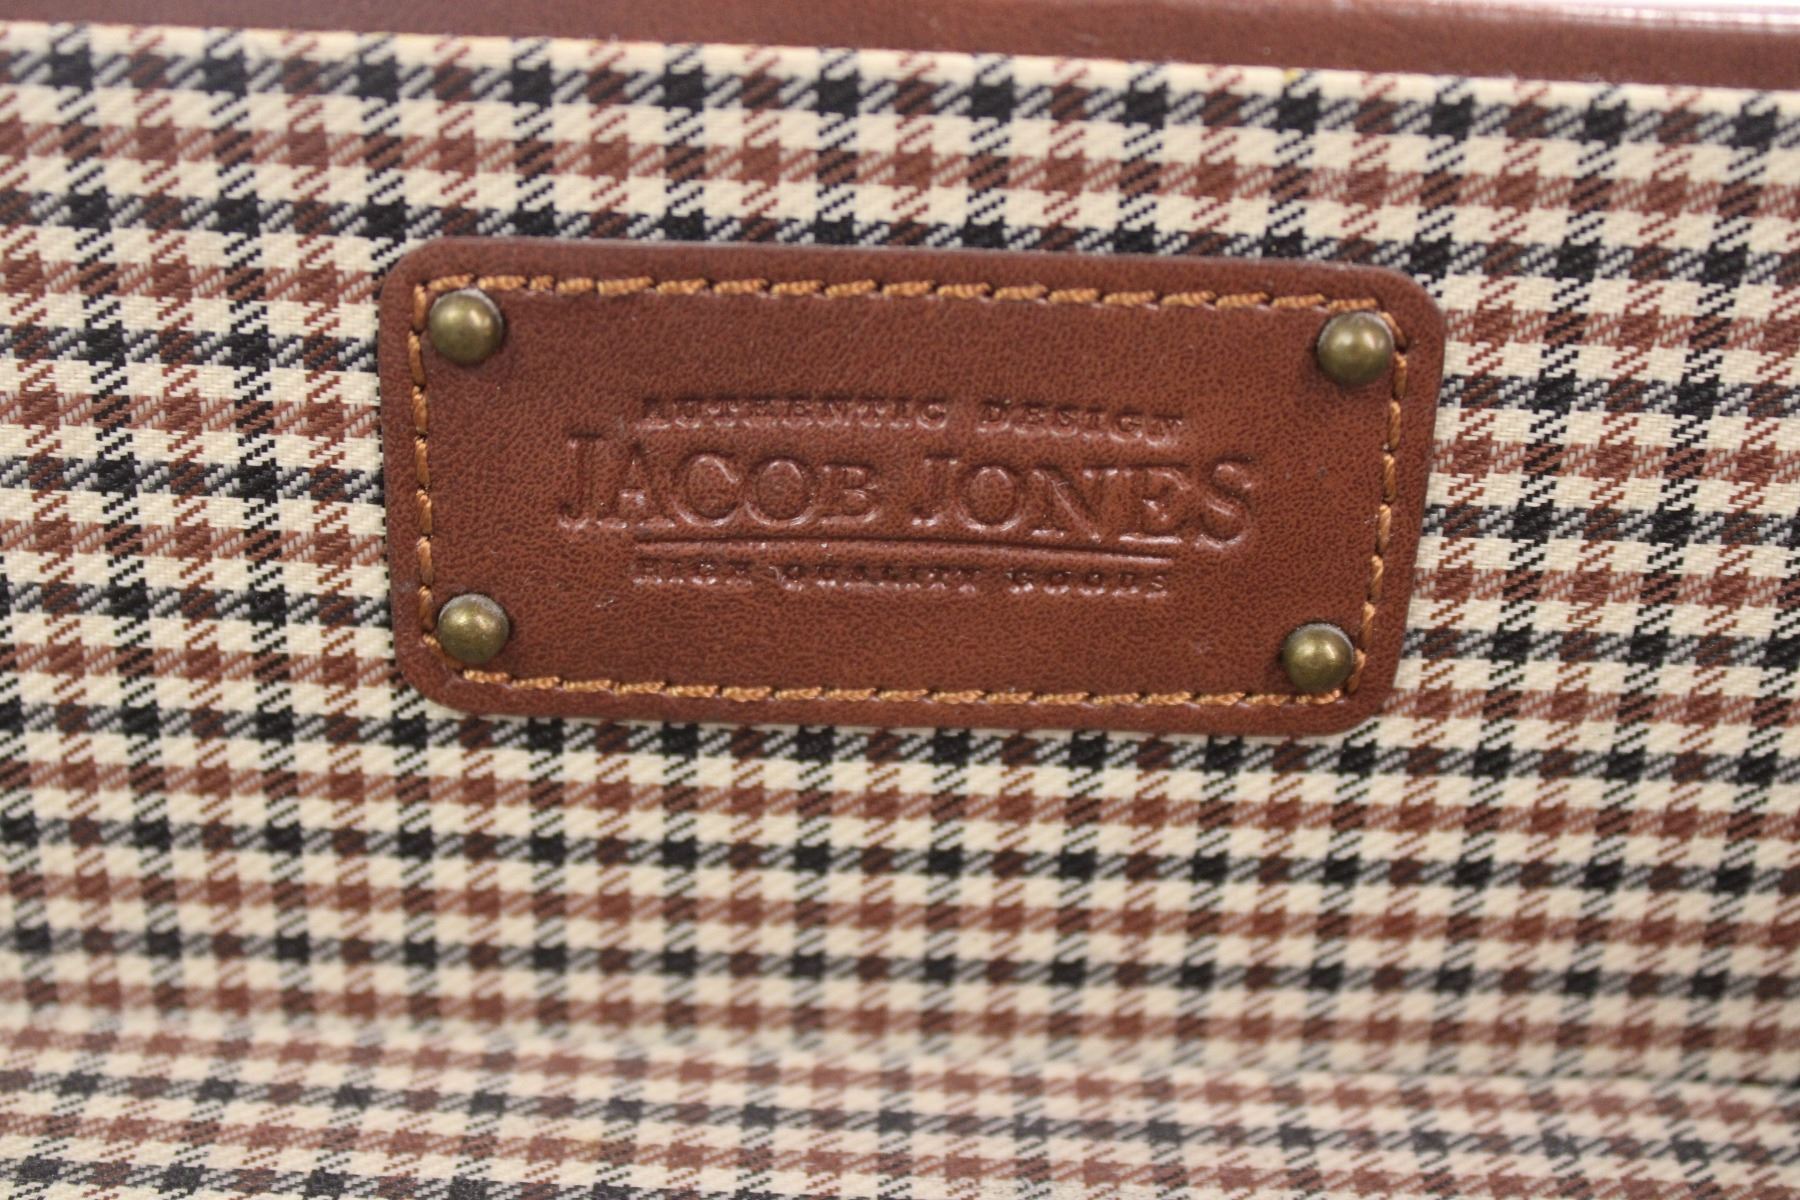 AUTHENTIC DESIGN
JACOB JONES
HIGH QUALITY GOODS